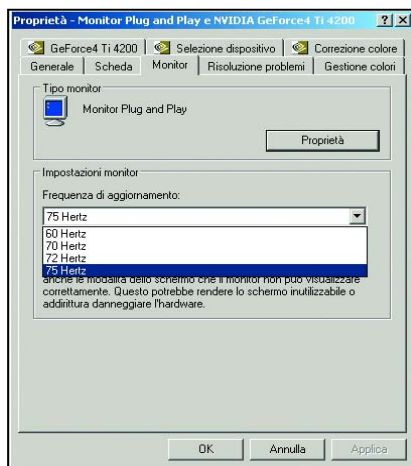 Proprietà - Monitor Plug and Play e NVIDIA GeForce4 Ti 4200
GeForce4 Ti 4200 Selezione dispositivo Correzione colore
Generale Scheda Monitor Risoluzione problemi Gestione colori
Tipo monitor
Monitor Plug and Play
Proprietà
Impostazioni monitor
Frequenza di aggiornamento:
75 Hertz
60 Hertz
70 Hertz
72 Hertz
75 Hertz
anche le modalità dello schermo che il monitor non può visualizzare
correttamente. Questo potrebbe rendere lo schermo inutilizzabile o
addirittura danneggiare l'hardware.
OK Annulla Applica